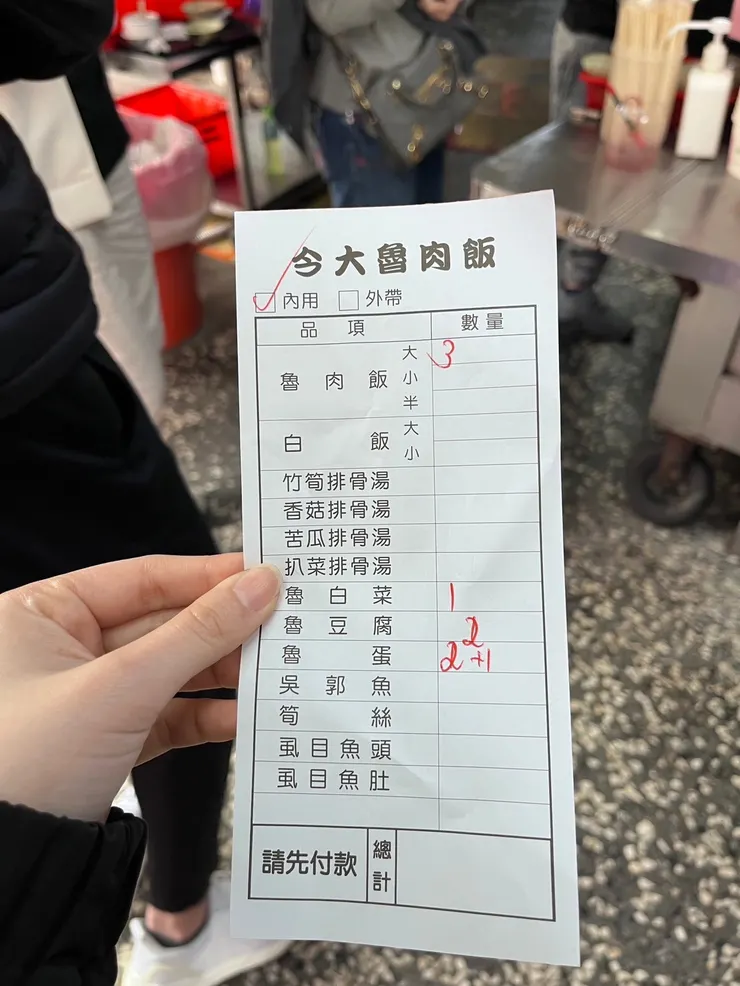 今大魯肉飯
內用 外帶
品項 數量
魯肉飯 大 3
小
半
白飯 大
小
竹筍排骨湯
香菇排骨湯
苦瓜排骨湯
扒菜排骨湯
魯白菜 1
魯豆腐 2
魯蛋 2+1
吳郭魚
筍絲
虱目魚頭
虱目魚肚
請先付款 總計